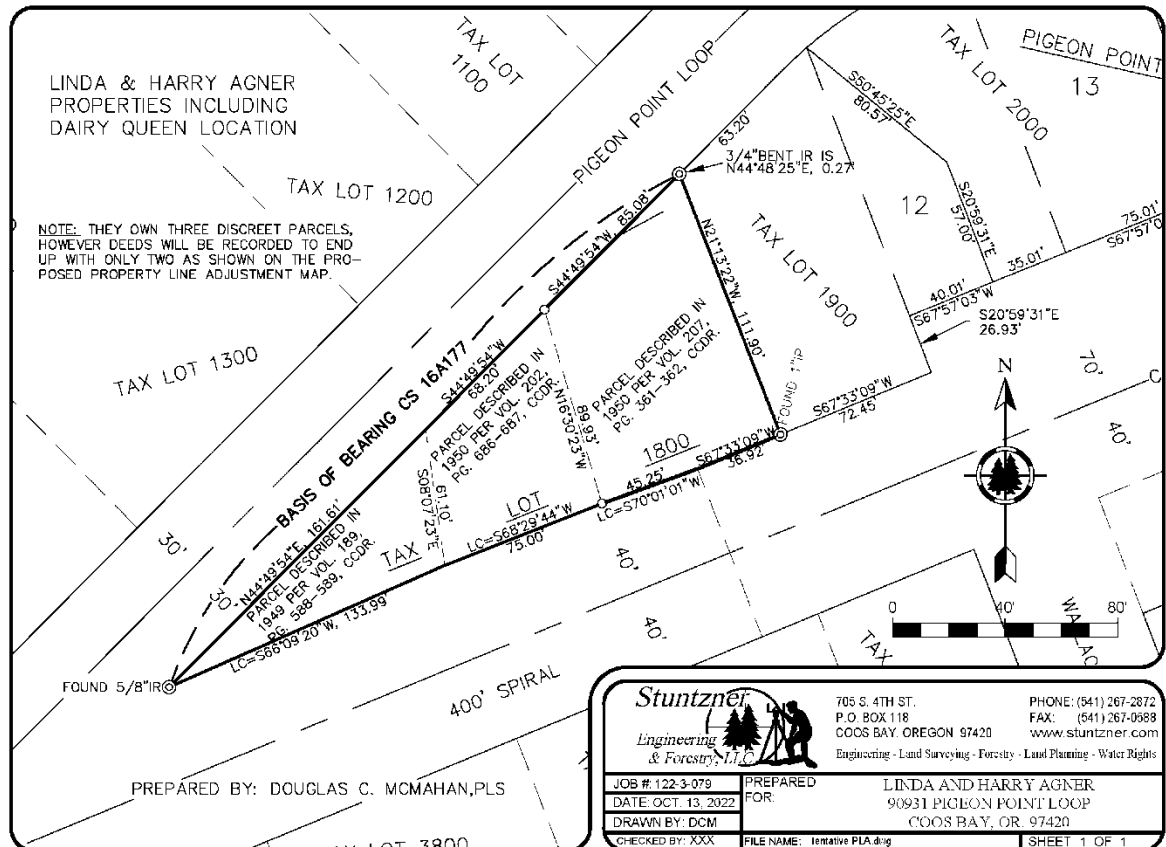 LINDA & HARRY AGNER
PROPERTIES INCLUDING
DAIRY QUEEN LOCATION
TAX LOT
1100
PIGEON POINT LOOP
TAX LOT 2000
PIGEON POINT
13
S50°45'25"E
80.57'
63.20'
3/4"BENT IR IS
N44°48'25"E, 0.27'
TAX LOT 1200
12
S20°59'31"E
57.00'
75.01'
S67°57'0
NOTE: THEY OWN THREE DISCREET PARCELS,
HOWEVER DEEDS WILL BE RECORDED TO END
UP WITH ONLY TWO AS SHOWN ON THE PRO-
POSED PROPERTY LINE ADJUSTMENT MAP.
S44°49'54"W
85.08'
N21°13'22"W, 111.90'
TAX LOT 1900
35.01'
40.01'
S67°57'03"W
S20°59'31"E
26.93'
TAX LOT 1300
BASIS OF BEARING CS 16A177
S44°49'54"W
68.20'
PARCEL DESCRIBED IN
1950 PER VOL. 202,
PG. 686-687, CCDR.
PARCEL DESCRIBED IN
1950 PER VOL. 207,
PG. 361-362, CCDR.
N16°30'23"W
89.93'
FOUND 1"IP
S67°33'09"W
72.45
70'
C
N
40'
1800
S67°33'09"W
36.92
45.25'
LC=S70°01'01"W
S08°07'23"E
61.10'
LOT
TAX
LC=S68°29'44"W
75.00'
30'
30'
N44°49'54"E, 161.61'
PARCEL DESCRIBED IN
1949 PER VOL. 189,
PG. 588-589, CCDR.
LC=S66°09'20"W, 133.99'
40'
40'
0
40'
80'
TAX
FOUND 5/8"IR
400' SPIRAL
PREPARED BY: DOUGLAS C. MCMAHAN,PLS
LOT 3800
Stuntzner
Engineering
& Forestry, LLC
705 S. 4TH ST.
P.O. BOX 118
COOS BAY, OREGON 97420
PHONE: (541) 267-2872
FAX: (541) 267-0588
www.stuntzner.com
Engineering - Land Surveying - Forestry - Land Planning - Water Rights
JOB #: 122-3-079
DATE: OCT. 13, 2022
DRAWN BY: DCM
CHECKED BY: XXX
PREPARED
FOR:
LINDA AND HARRY AGNER
90931 PIGEON POINT LOOP
COOS BAY, OR. 97420
FILE NAME: Tentative PLA.dwg
SHEET 1 OF 1